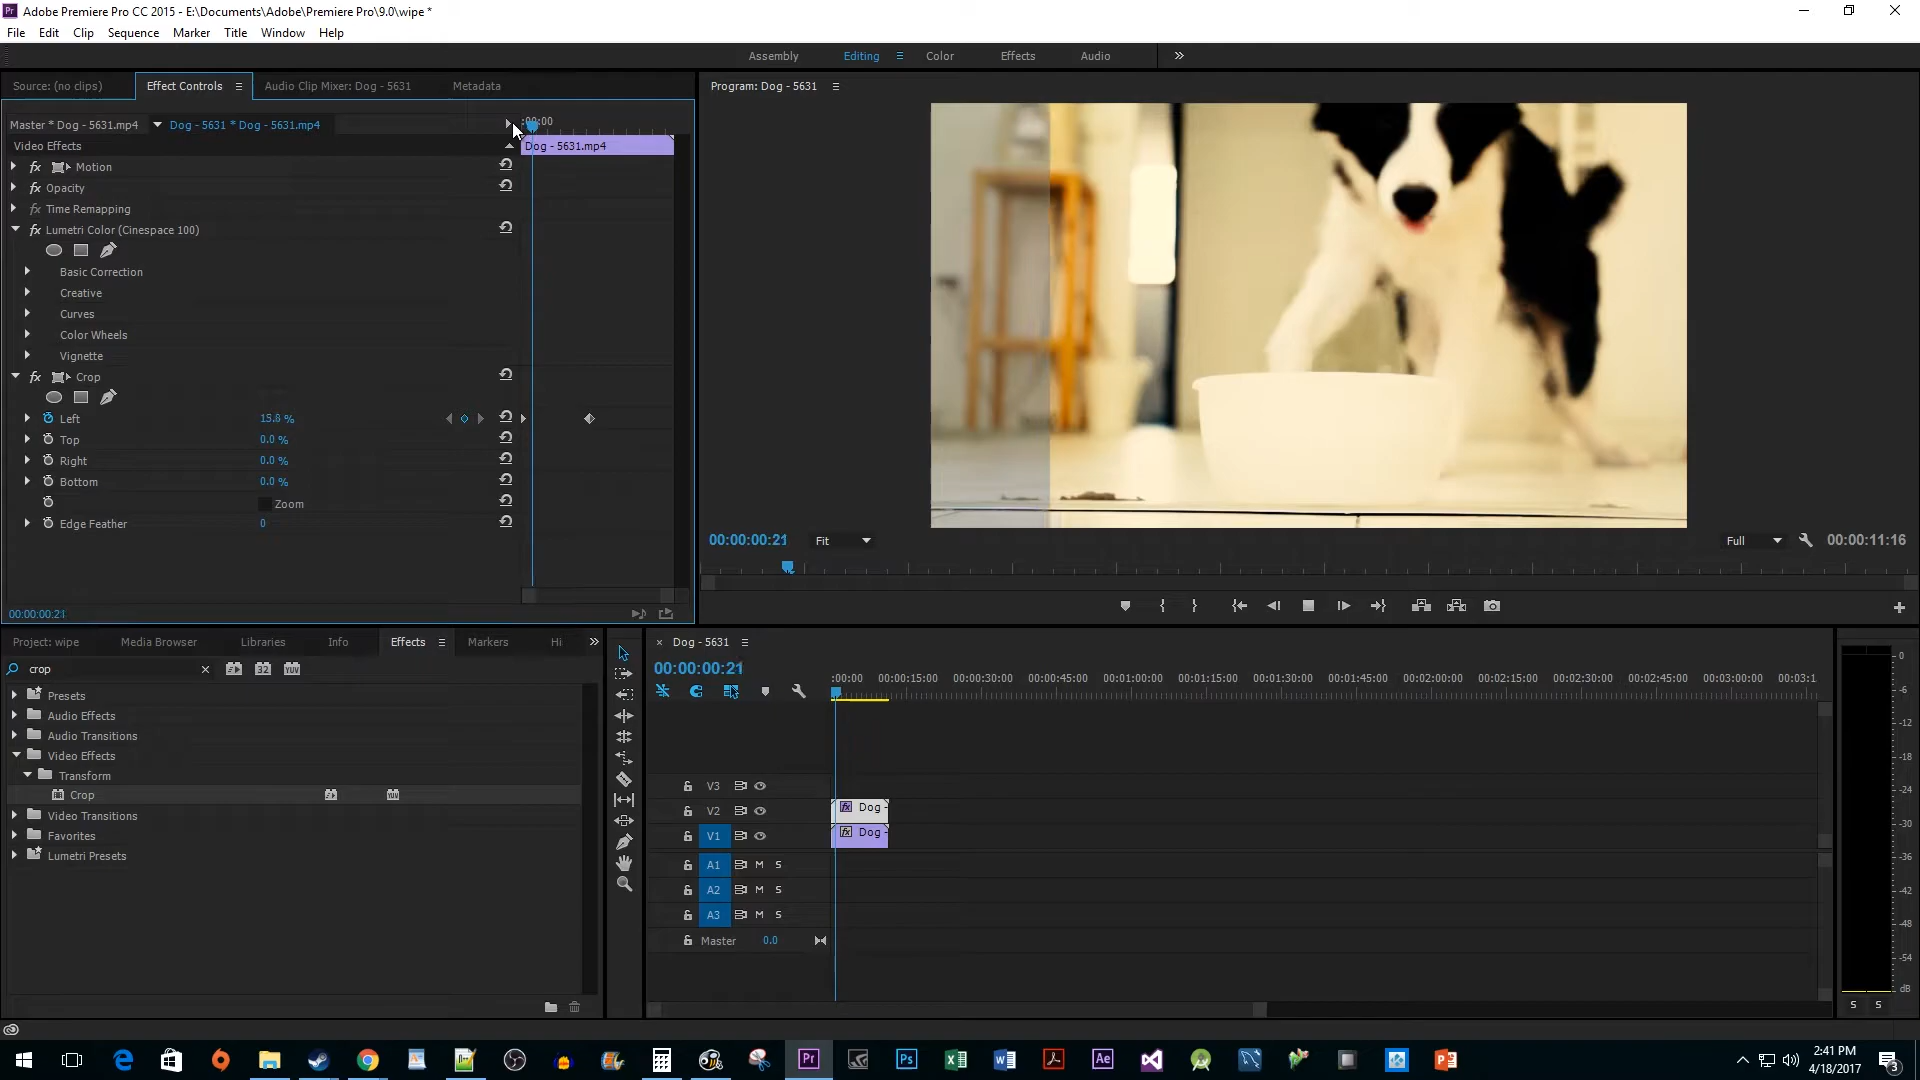 Adobe Premiere Pro CC 2015 - E:\Documents\Adobe\Premiere Pro\9.0\wipe *
File Edit Clip Sequence Marker Title Window Help
Assembly Editing Color Effects Audio
Source: (no clips) Effect Controls Audio Clip Mixer: Dog - 5631 Metadata
Program: Dog - 5631
Master * Dog - 5631.mp4 Dog - 5631 * Dog - 5631.mp4 :00:00
Video Effects Dog - 5631.mp4
fx Motion
fx Opacity
fx Time Remapping
fx Lumetri Color (Cinespace 100)
Basic Correction
Creative
Curves
Color Wheels
Vignette
fx Crop
Left 15.8 %
Top 0.0 %
Right 0.0 %
Bottom 0.0 %
Zoom
Edge Feather 0
00:00:00:21
00:00:00:21 Fit Full 00:00:11:16
Project: wipe Media Browser Libraries Info Effects Markers Hi
crop 32 YUV
Presets
Audio Effects
Audio Transitions
Video Effects
Transform
Crop
Video Transitions
Favorites
Lumetri Presets
Dog - 5631
00:00:00:21
:00:00 00:00:15:00 00:00:30:00 00:00:45:00 00:01:00:00 00:01:15:00 00:01:30:00 00:01:45:00 00:02:00:00 00:02:15:00 00:02:30:00 00:02:45:00 00:03:00:00 00:03:1
V3
V2 fx Dog -
V1 fx Dog -
A1 M S
A2 M S
A3 M S
Master 0.0
0
-6
-12
-18
-24
-30
-36
-42
-48
-54
dB
S S
Pr Ps Ae
2:41 PM
4/18/2017
3